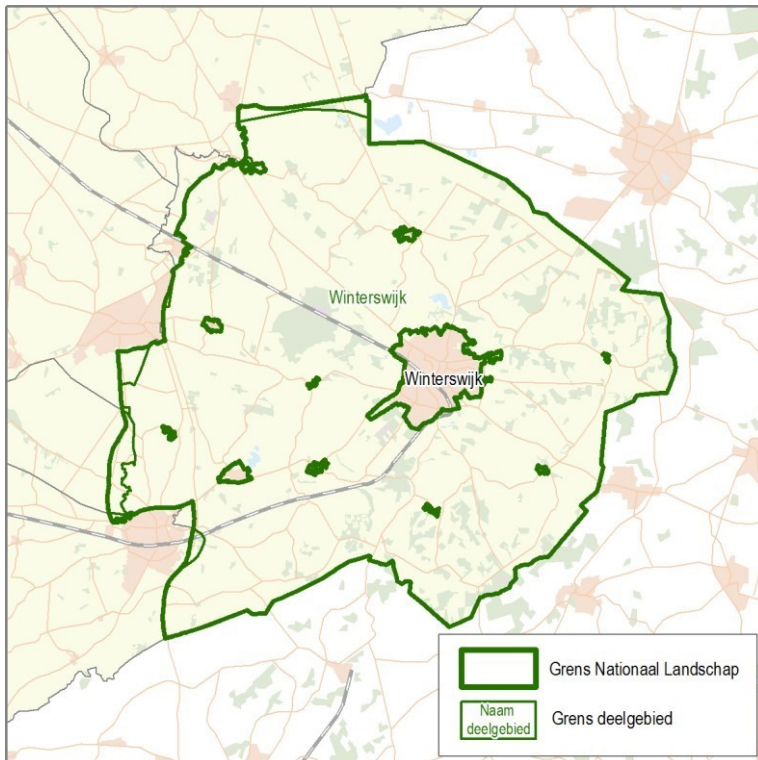 Winterswijk
Winterswijk
Grens Nationaal Landschap
Naam
deelgebied
Grens deelgebied